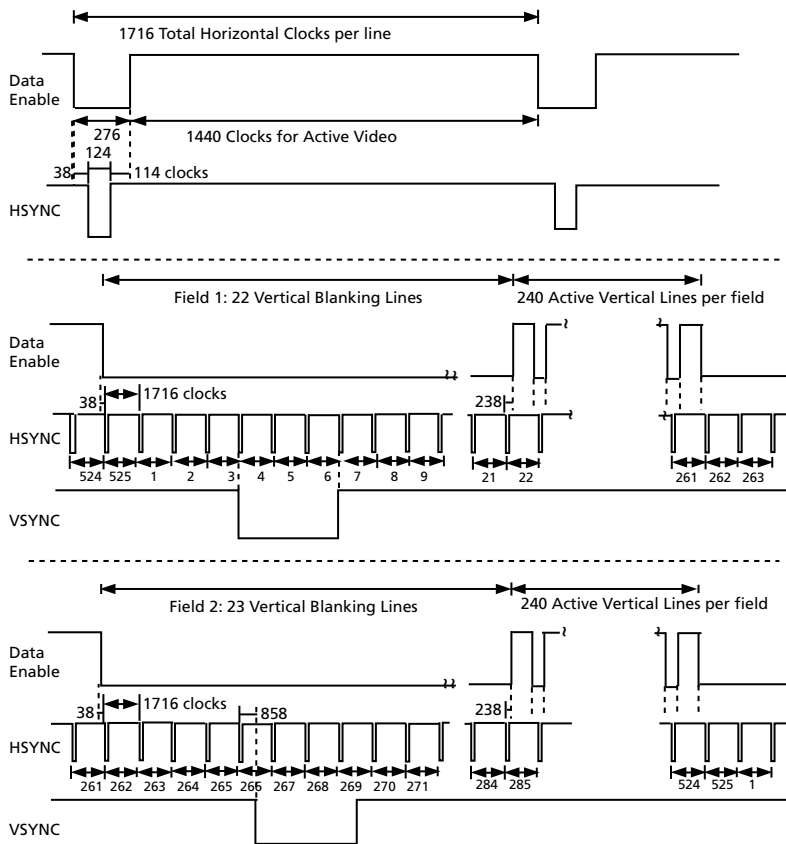 1716 Total Horizontal Clocks per line
Data
Enable
276
1440 Clocks for Active Video
124
38
114 clocks
HSYNC
Field 1: 22 Vertical Blanking Lines
240 Active Vertical Lines per field
Data
Enable
1716 clocks
38
238
HSYNC
524 525 1 2 3 4 5 6 7 8 9 21 22 261 262 263
VSYNC
Field 2: 23 Vertical Blanking Lines
240 Active Vertical Lines per field
Data
Enable
1716 clocks
38
858
238
HSYNC
261 262 263 264 265 266 267 268 269 270 271 284 285 524 525 1
VSYNC